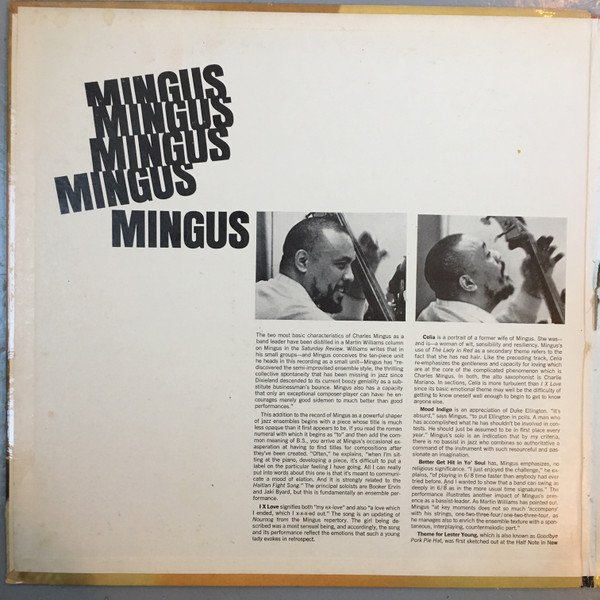 MINGUS
MINGUS
MINGUS
MINGUS
MINGUS
The two most basic characteristics of Charles Mingus as a
band leader have been distilled in a Martin Williams column
on Mingus in the Saturday Review. Williams writes that in
his small groups—and Mingus conceives the ten-piece unit
he heads in this recording as a small unit—Mingus has "re-
discovered the semi-improvised ensemble style, the thrilling
collective spontaneity that has been missing in jazz since
Dixieland descended to its current boozy geniality as a sub-
stitute businessman's bounce. Mingus also has a capacity
that only an exceptional composer-player can have: he en-
courages merely good sidemen to much better than good
performances."
This addition to the record of Mingus as a powerful shaper
of jazz ensembles begins with a piece whose title is much
less opaque than it first appears to be. If you read the roman
numeral with which it begins as "to" and then add the com-
mon meaning of B.S., you arrive at Mingus's occasional ex-
asperation at having to find titles for compositions after
they've been created. "Often," he explains, "when I'm sit-
ting at the piano, developing a piece, it's difficult to put a
label on the particular feeling I have going. All I can really
put into words about this one is that it's meant to communi-
cate a mood of elation. And it is strongly related to the
Haitian Fight Song." The principal soloists are Booker Ervin
and Jaki Byard, but this is fundamentally an ensemble per-
formance.
I X Love signifies both "my ex-love" and also "a love which
I ended, which I x-x-x-ed out." The song is an updating of
Nouroog from the Mingus repertory. The girl being de-
scribed was a most sensual being, and accordingly, the song
and its performance reflect the emotions that such a young
lady evokes in retrospect.
Celia is a portrait of a former wife of Mingus. She was—
and is—a woman of wit, sensibility and resiliency. Mingus's
use of The Lady in Red as a secondary theme refers to the
fact that she has red hair. Like the preceding track, Celia
re-emphasizes the gentleness and capacity for loving which
are at the core of the complicated phenomenon which is
Charles Mingus. In both, the alto saxophonist is Charlie
Mariano. In sections, Celia is more turbulent than I X Love
since its basic emotional theme may well be the difficulty of
getting to know oneself well enough to begin to get to know
anyone else.
Mood Indigo is an appreciation of Duke Ellington. "It's
absurd," says Mingus, "to put Ellington in polls. A man who
has accomplished what he has shouldn't be involved in con-
tests. He should just be assumed to be in first place every
year." Mingus's solo is an indication that by my criteria,
there is no bassist in jazz who combines so authoritative a
command of the instrument with such resourceful and pas-
sionate an imagination.
Better Get Hit in Yo' Soul has, Mingus emphasizes, no
religious significance. "I just enjoyed the challenge," he ex-
plains, "of playing in 6/8 time faster than anybody had ever
tried before. And I wanted to show that a band can swing as
deeply in 6/8 as in the more usual time signatures." The
performance illustrates another impact of Mingus's pres-
ence as a bassist-leader. As Martin Williams has pointed out,
Mingus "at key moments does not so much 'accompany'
with his strings, one-two-three-four/one-two-three-four, as
he manages also to enrich the ensemble texture with a spon-
taneous, interplaying, countermelodic part."
Theme for Lester Young, which is also known as Goodbye
Pork Pie Hat, was first sketched out at the Half Note in New